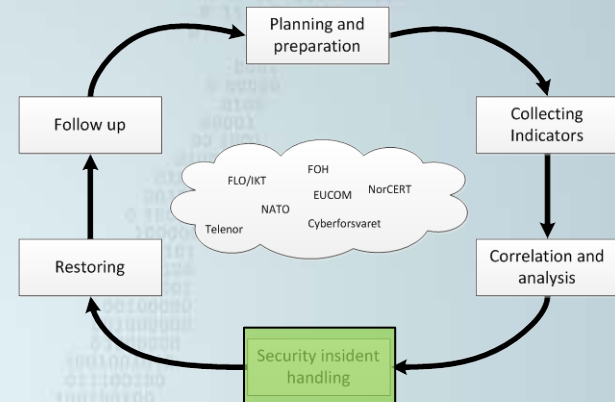 Planning and
preparation
Collecting
Indicators
Correlation and
analysis
Security insident
handling
Restoring
Follow up
FLO/IKT
FOH
NATO
EUCOM
NorCERT
Telenor
Cyberforsvaret